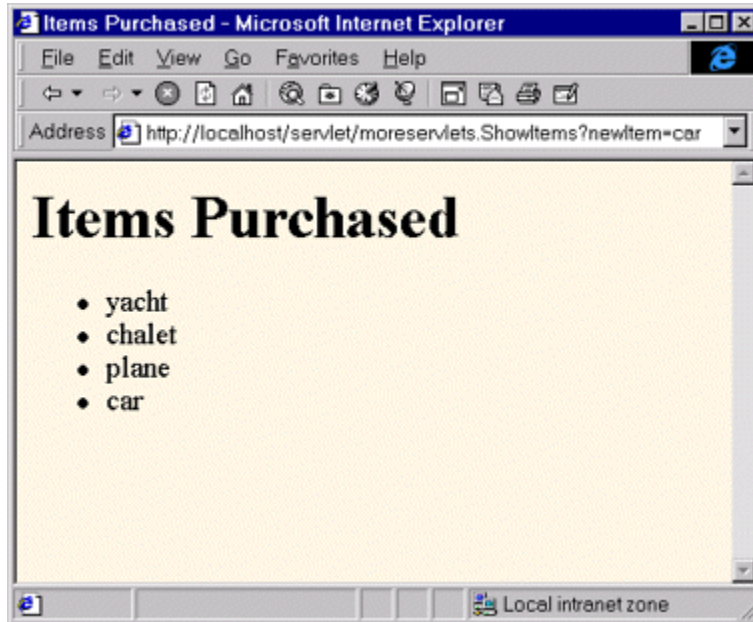 Items Purchased - Microsoft Internet Explorer
File Edit View Go Favorites Help
Address http://localhost/servlet/moreservlets.ShowItems?newItem=car
Items Purchased
• yacht
• chalet
• plane
• car
Local intranet zone